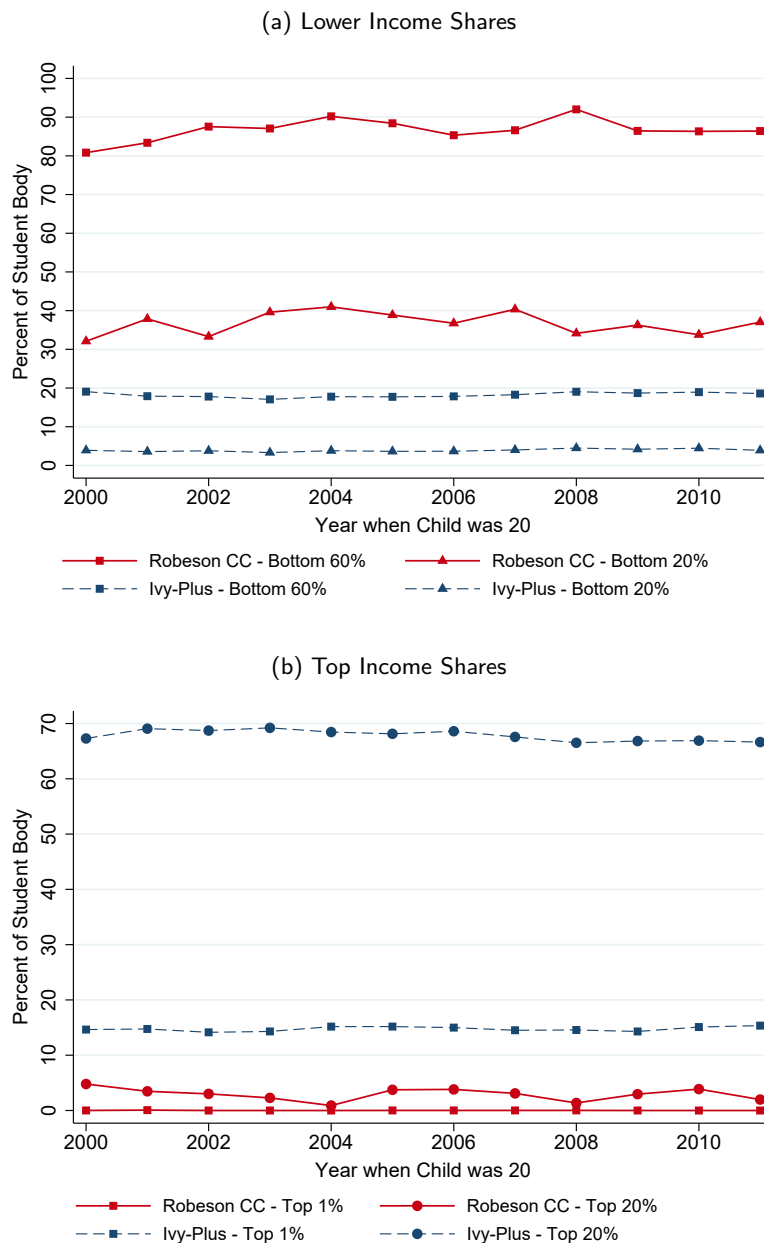 (a) Lower Income Shares
100
90
80
70
60
50
40
30
20
10
0
Percent of Student Body
2000 2002 2004 2006 2008 2010
Year when Child was 20
Robeson CC - Bottom 60% Robeson CC - Bottom 20%
Ivy-Plus - Bottom 60% Ivy-Plus - Bottom 20%
(b) Top Income Shares
70
60
50
40
30
20
10
0
Percent of Student Body
2000 2002 2004 2006 2008 2010
Year when Child was 20
Robeson CC - Top 1% Robeson CC - Top 20%
Ivy-Plus - Top 1% Ivy-Plus - Top 20%